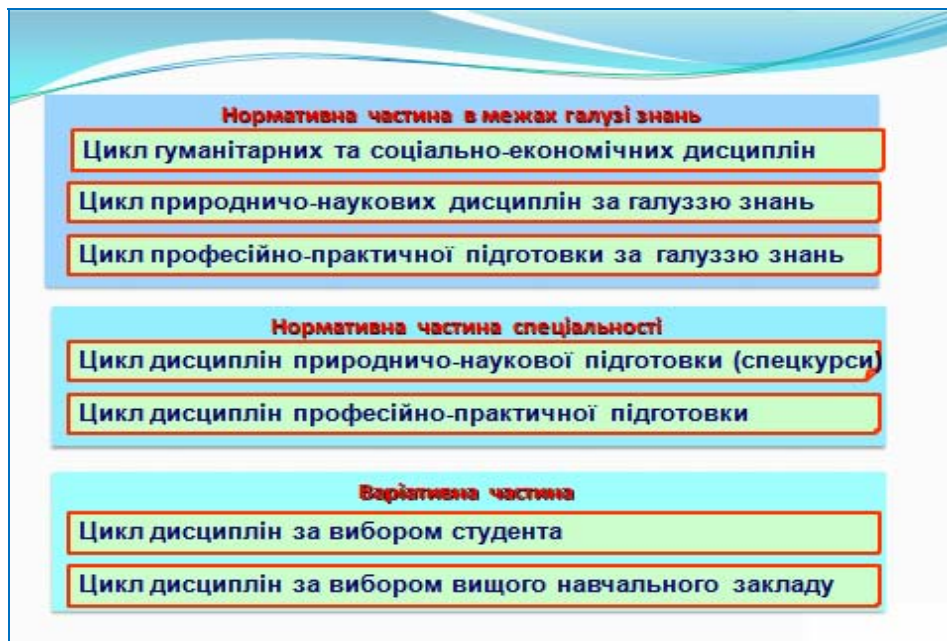 Нормативна частина в межах галузі знань
Цикл гуманітарних та соціально-економічних дисциплін
Цикл природничо-наукових дисциплін за галуззю знань
Цикл професійно-практичної підготовки за галуззю знань
Нормативна частина спеціальності
Цикл дисциплін природничо-наукової підготовки (спецкурси)
Цикл дисциплін професійно-практичної підготовки
Варіативна частина
Цикл дисциплін за вибором студента
Цикл дисциплін за вибором вищого навчального закладу